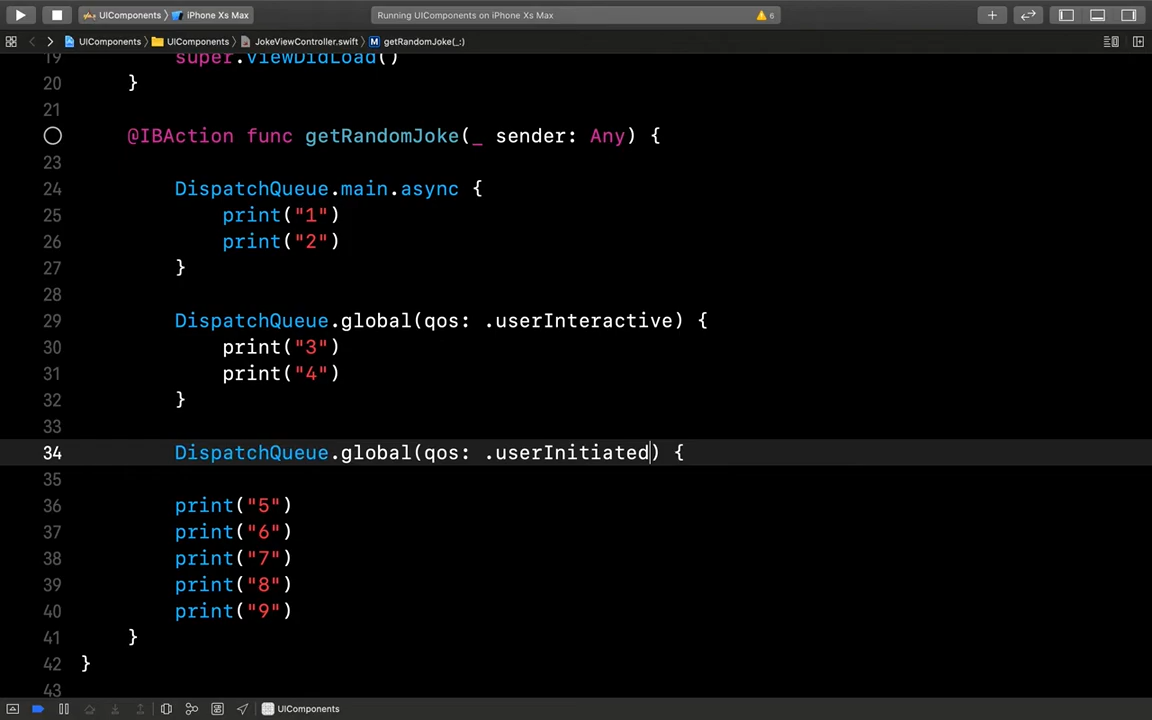 UIComponents 〉 iPhone Xs Max
Running UIComponents on iPhone Xs Max
6
UIComponents 〉 UIComponents 〉 JokeViewController.swift 〉 M getRandomJoke(_:)
19 super.viewDidLoad()
20 }
21
@IBAction func getRandomJoke(_ sender: Any) {
23
24 DispatchQueue.main.async {
25 print("1")
26 print("2")
27 }
28
29 DispatchQueue.global(qos: .userInteractive) {
30 print("3")
31 print("4")
32 }
33
34 DispatchQueue.global(qos: .userInitiated) {
35
36 print("5")
37 print("6")
38 print("7")
39 print("8")
40 print("9")
41 }
42 }
43
UIComponents